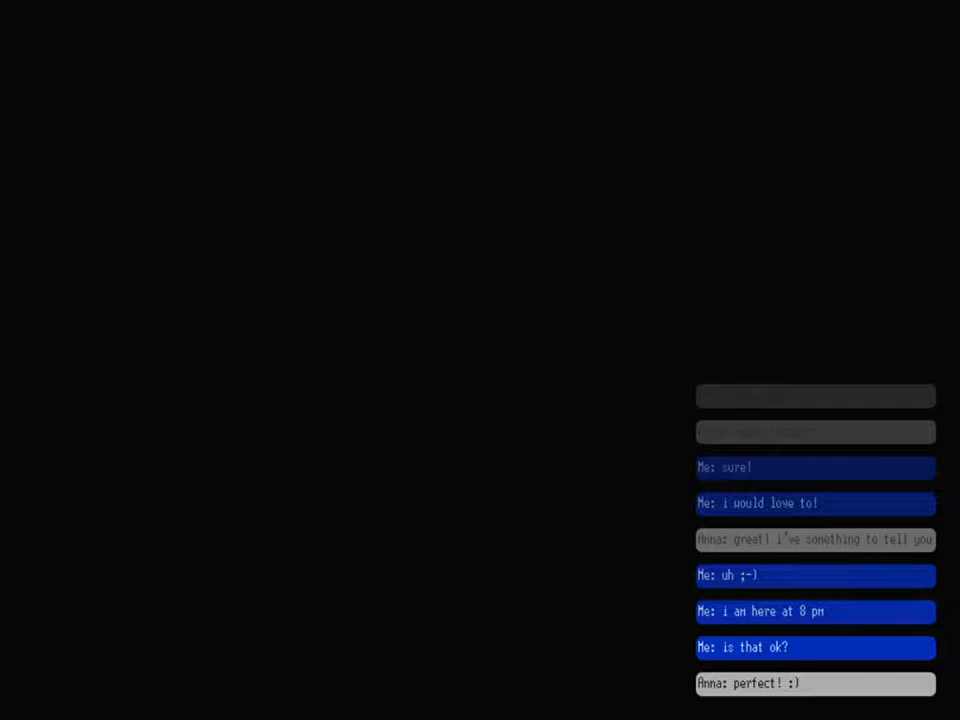 Me: sure!
Me: i would love to!
Anna: great! i've something to tell you
Me: uh ;-)
Me: i am here at 8 pm
Me: is that ok?
Anna: perfect! :)